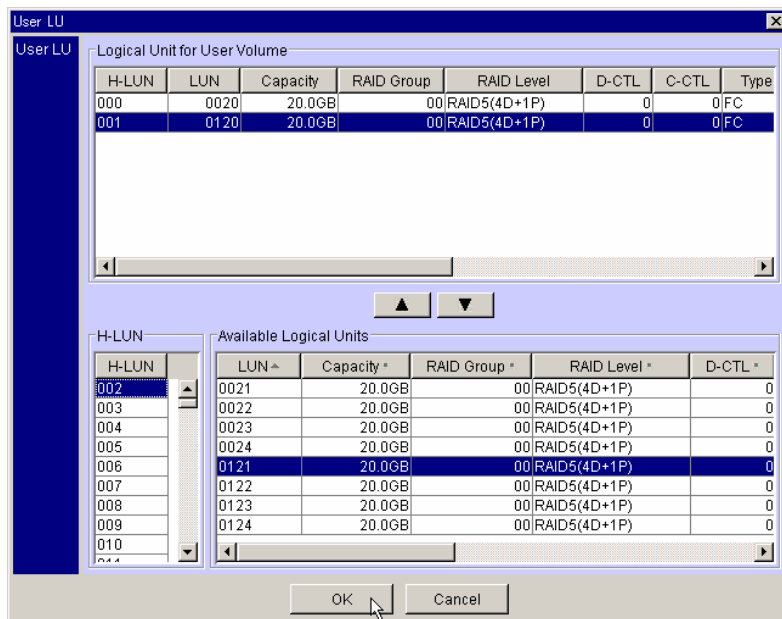 User LU
User LU
Logical Unit for User Volume
H-LUN LUN Capacity RAID Group RAID Level D-CTL C-CTL Type
000 0020 20.0GB 00 RAID5(4D+1P) 0 0 FC
001 0120 20.0GB 00 RAID5(4D+1P) 0 0 FC
H-LUN
H-LUN
002
003
004
005
006
007
008
009
010
Available Logical Units
LUN Capacity RAID Group RAID Level D-CTL
0021 20.0GB 00 RAID5(4D+1P) 0
0022 20.0GB 00 RAID5(4D+1P) 0
0023 20.0GB 00 RAID5(4D+1P) 0
0024 20.0GB 00 RAID5(4D+1P) 0
0121 20.0GB 00 RAID5(4D+1P) 0
0122 20.0GB 00 RAID5(4D+1P) 0
0123 20.0GB 00 RAID5(4D+1P) 0
0124 20.0GB 00 RAID5(4D+1P) 0
OK Cancel